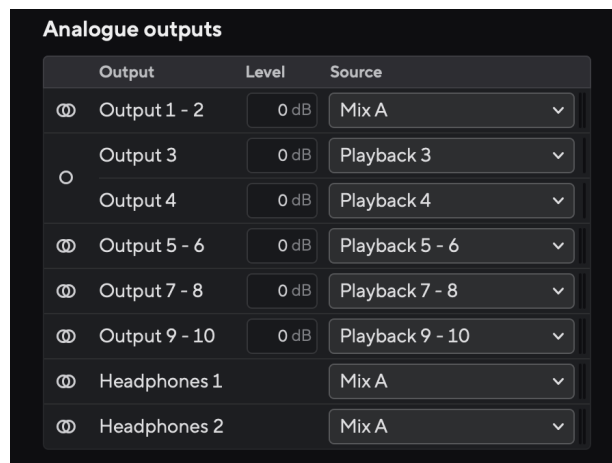 Analogue outputs
Output Level Source
Output 1 - 2 0 dB Mix A
Output 3 0 dB Playback 3
Output 4 0 dB Playback 4
Output 5 - 6 0 dB Playback 5 - 6
Output 7 - 8 0 dB Playback 7 - 8
Output 9 - 10 0 dB Playback 9 - 10
Headphones 1 Mix A
Headphones 2 Mix A